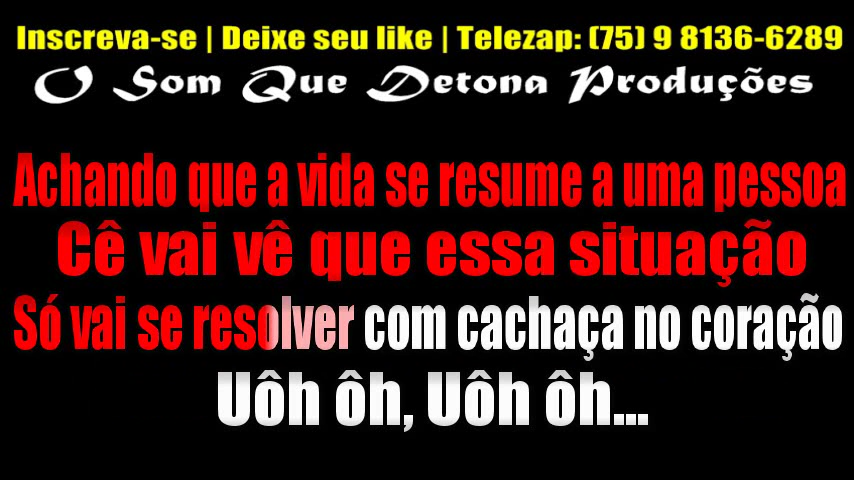 Inscreva-se | Deixe seu like | Telezap: (75) 9 8136-6289
O Som Que Detona Produções
Achando que a vida se resume a uma pessoa
Cê vai vê que essa situação
Só vai se resolver com cachaça no coração
Uôh ôh, Uôh ôh...